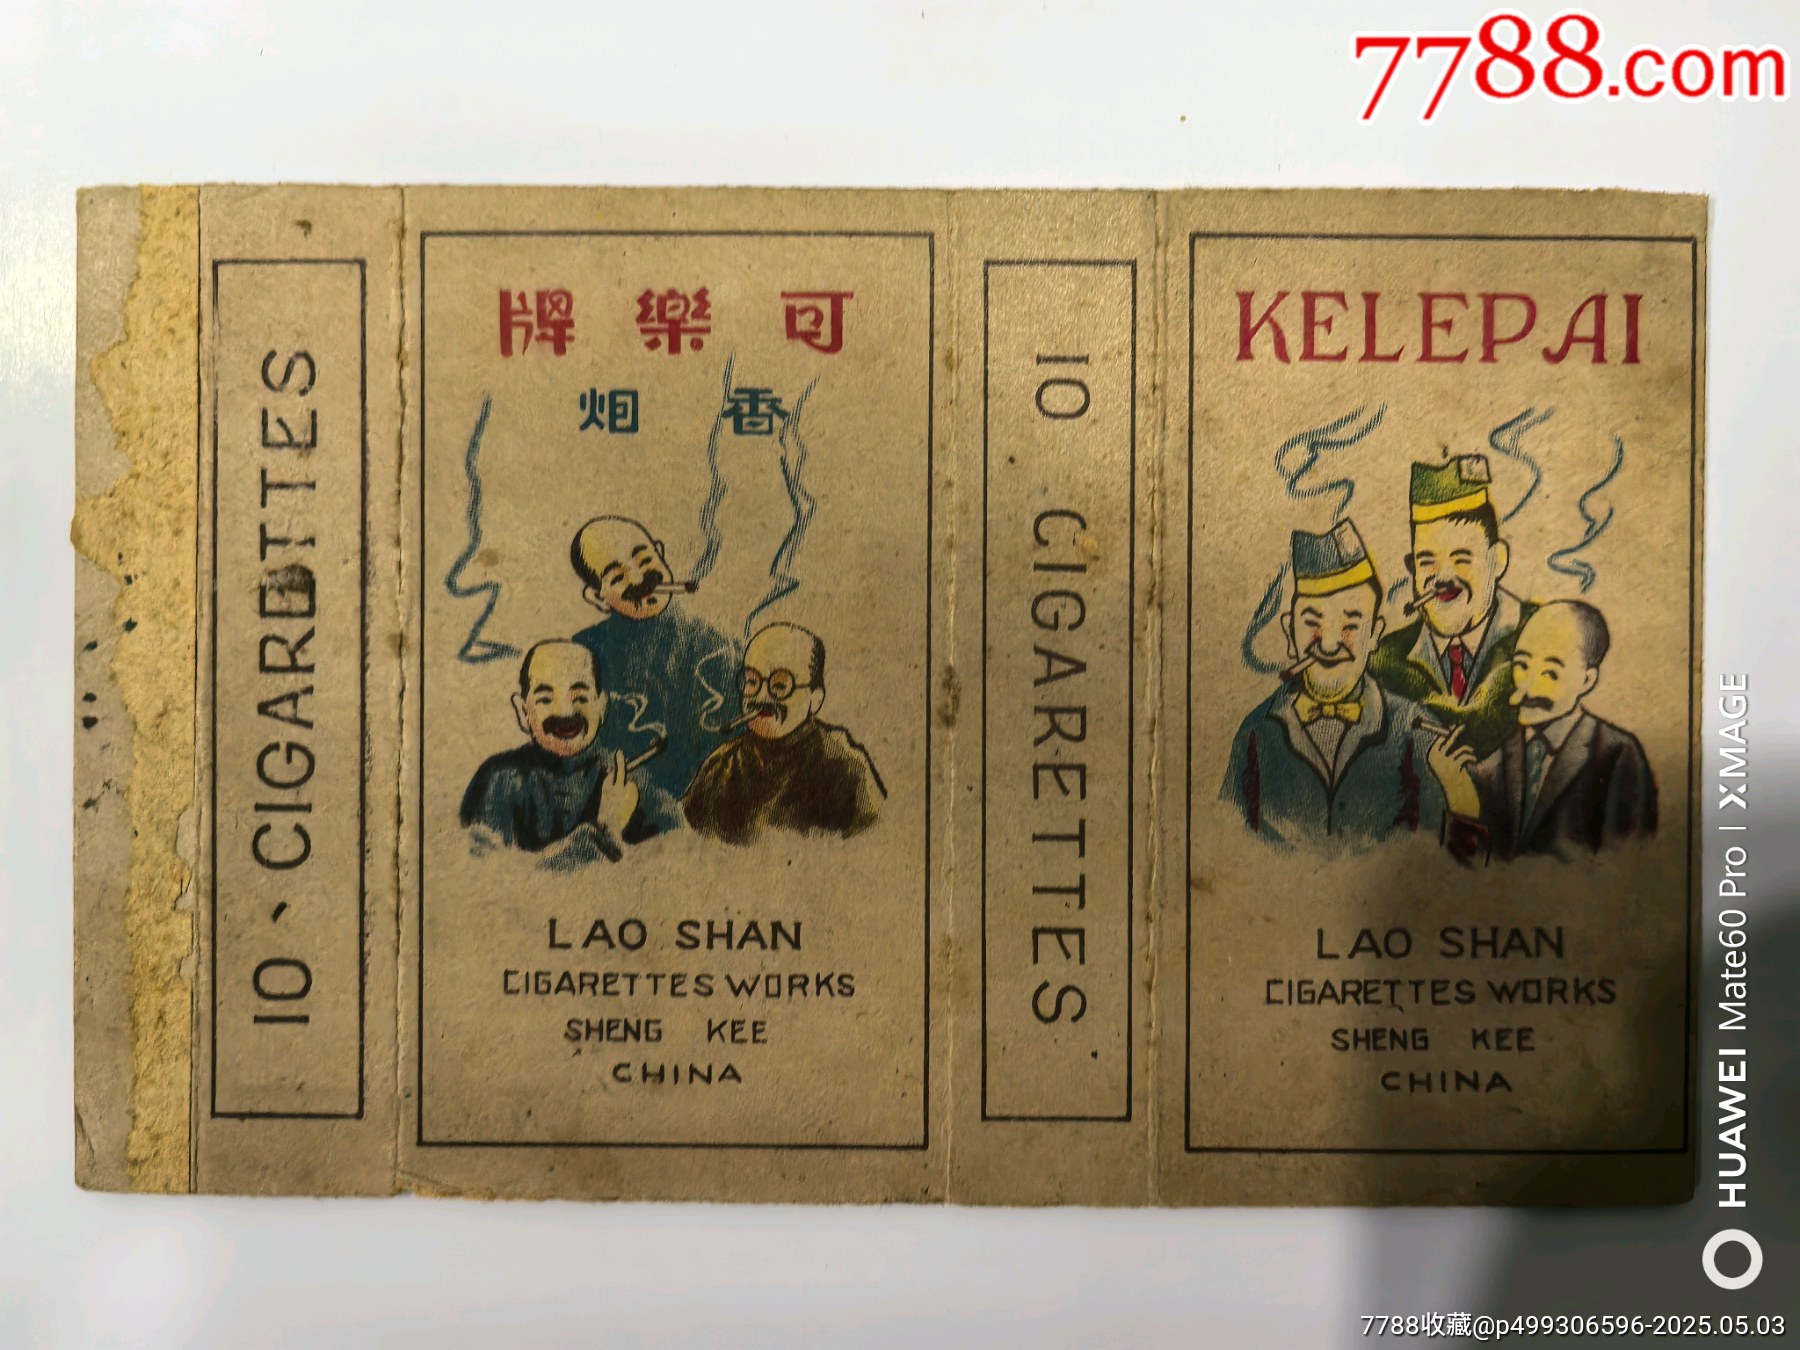 7788.com
10、CIGARETTES
牌樂可
烟香
LAO SHAN
CIGARETTES WORKS
SHENG KEE
CHINA
10 CIGARETTES
KELEPAI
LAO SHAN
CIGARETTES WORKS
SHENG KEE
CHINA
HUAWEI Mate60 Pro | XMAGE
7788收藏@p499306596-2025.05.03